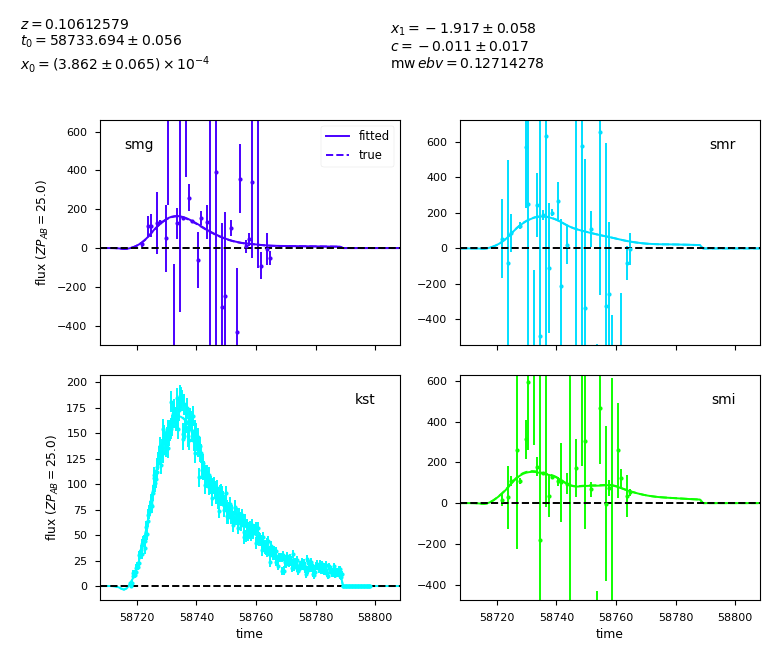 z = 0.10612579
t₀ = 58733.694 ± 0.056
x₀ = (3.862 ± 0.065) × 10⁻⁴
x₁ = −1.917 ± 0.058
c = −0.011 ± 0.017
mw ebv = 0.12714278
smg
fitted
true
flux (ZP_AB = 25.0)
600
400
200
0
−200
−400
smr
600
400
200
0
−200
−400
kst
flux (ZP_AB = 25.0)
200
175
150
125
100
75
50
25
0
58720 58740 58760 58780 58800
time
smi
600
400
200
0
−200
−400
58720 58740 58760 58780 58800
time